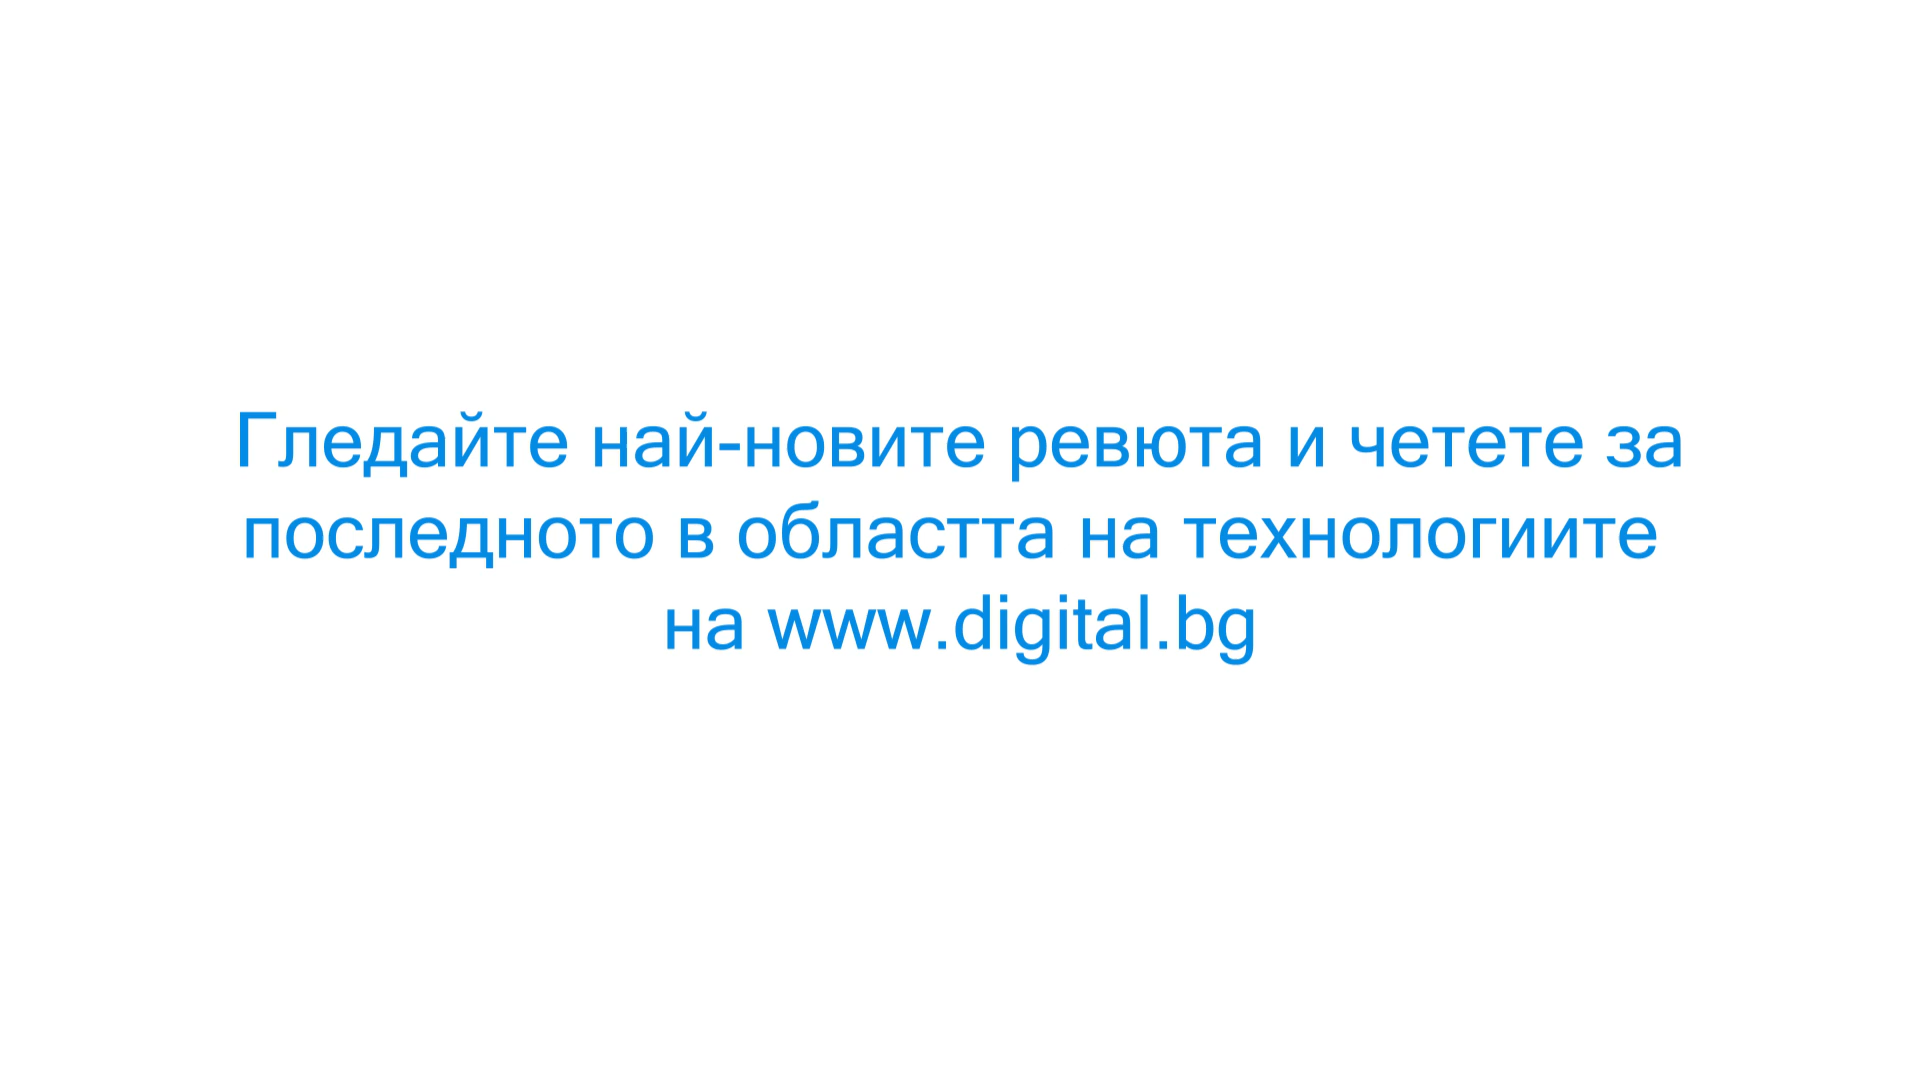 Гледайте най-новите ревюта и четете за
последното в областта на технологиите
на www.digital.bg